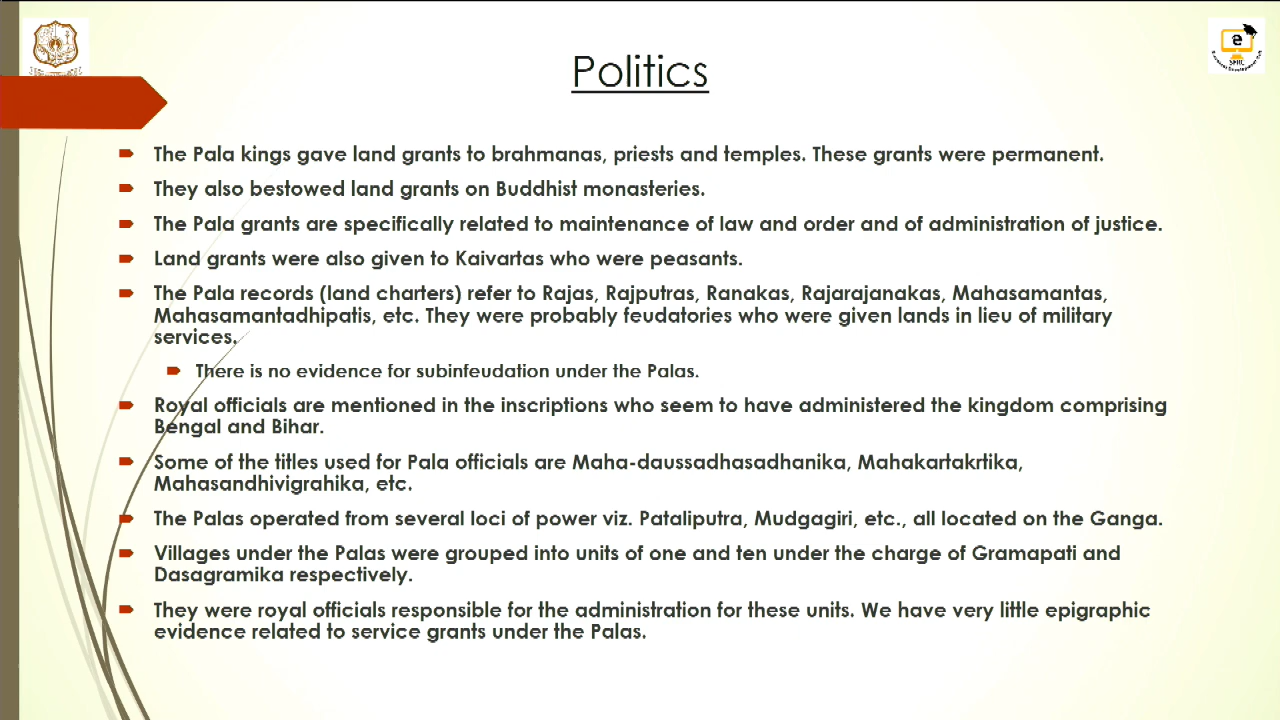 Politics
The Pala kings gave land grants to brahmanas, priests and temples. These grants were permanent.
They also bestowed land grants on Buddhist monasteries.
The Pala grants are specifically related to maintenance of law and order and of administration of justice.
Land grants were also given to Kaivartas who were peasants.
The Pala records (land charters) refer to Rajas, Rajputras, Ranakas, Rajarajanakas, Mahasamantas,
Mahasamantadhipatis, etc. They were probably feudatories who were given lands in lieu of military
services.
There is no evidence for subinfeudation under the Palas.
Royal officials are mentioned in the inscriptions who seem to have administered the kingdom comprising
Bengal and Bihar.
Some of the titles used for Pala officials are Maha-daussadhasadhanika, Mahakartakrtika,
Mahasandhivigrahika, etc.
The Palas operated from several loci of power viz. Pataliputra, Mudgagiri, etc., all located on the Ganga.
Villages under the Palas were grouped into units of one and ten under the charge of Gramapati and
Dasagramika respectively.
They were royal officials responsible for the administration for these units. We have very little epigraphic
evidence related to service grants under the Palas.
e